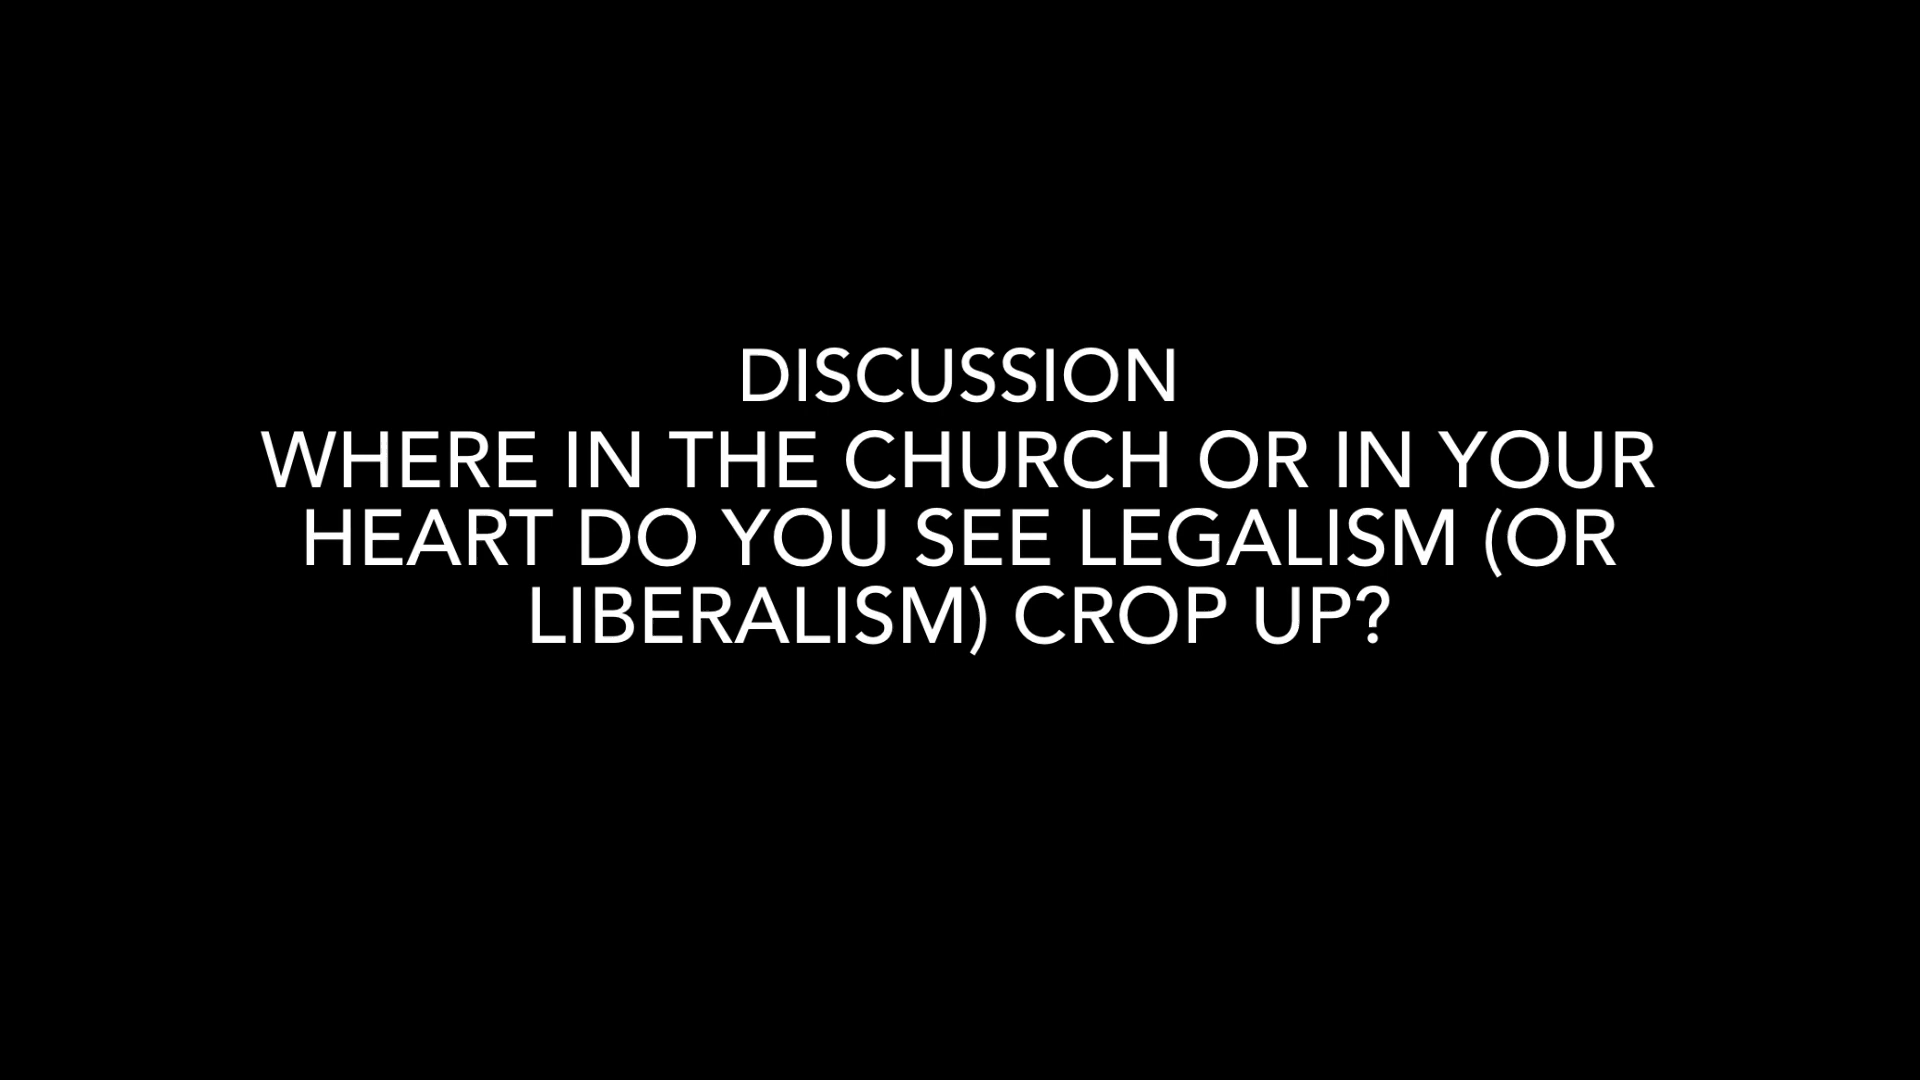 DISCUSSION
WHERE IN THE CHURCH OR IN YOUR
HEART DO YOU SEE LEGALISM (OR
LIBERALISM) CROP UP?